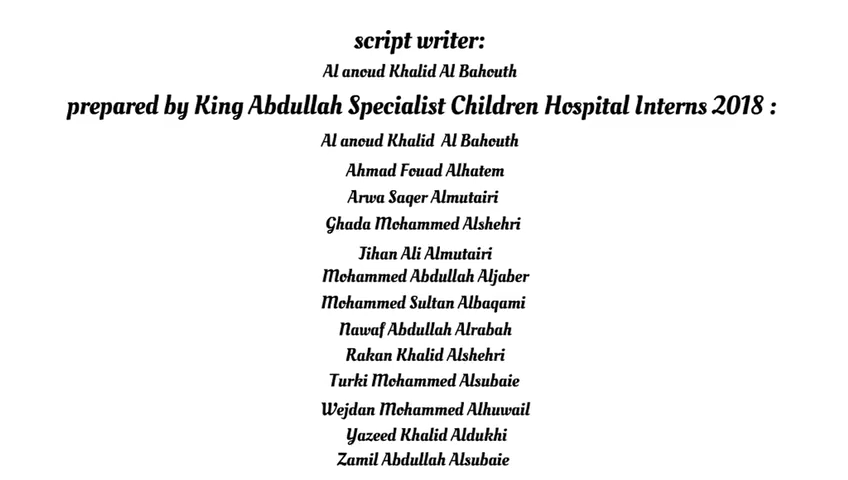 script writer:
Al anoud Khalid Al Bahouth
prepared by King Abdullah Specialist Children Hospital Interns 2018 :
Al anoud Khalid Al Bahouth
Ahmad Fouad Alhatem
Arwa Saqer Almutairi
Ghada Mohammed Alshehri
Jihan Ali Almutairi
Mohammed Abdullah Aljaber
Mohammed Sultan Albaqami
Nawaf Abdullah Alrabah
Rakan Khalid Alshehri
Turki Mohammed Alsubaie
Wejdan Mohammed Alhuwail
Yazeed Khalid Aldukhi
Zamil Abdullah Alsubaie